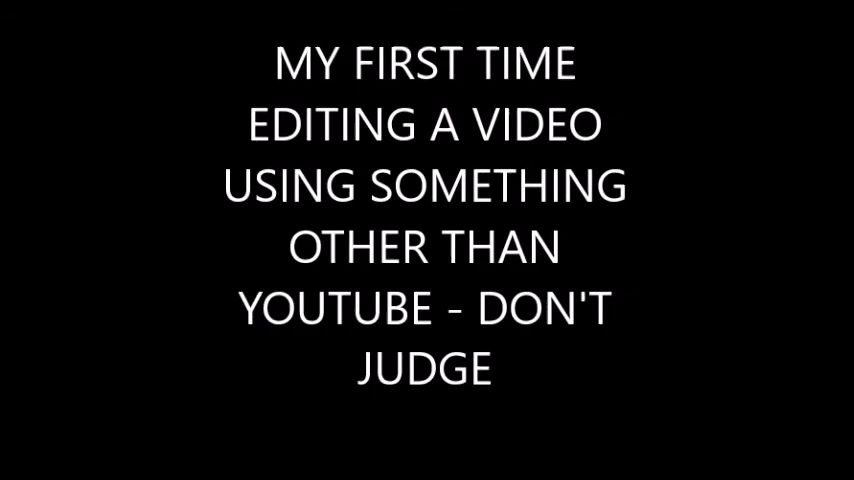 MY FIRST TIME
EDITING A VIDEO
USING SOMETHING
OTHER THAN
YOUTUBE - DON'T
JUDGE